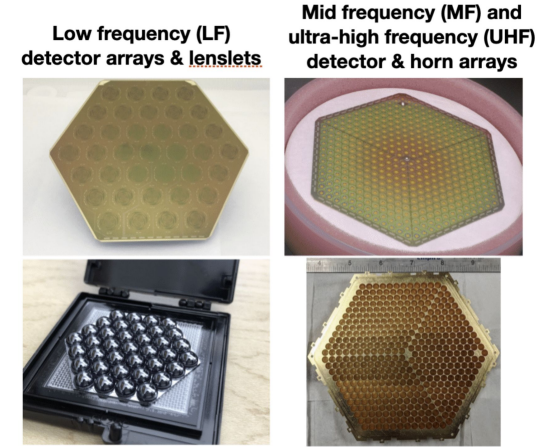 Low frequency (LF)
detector arrays & lenslets
Mid frequency (MF) and
ultra-high frequency (UHF)
detector & horn arrays